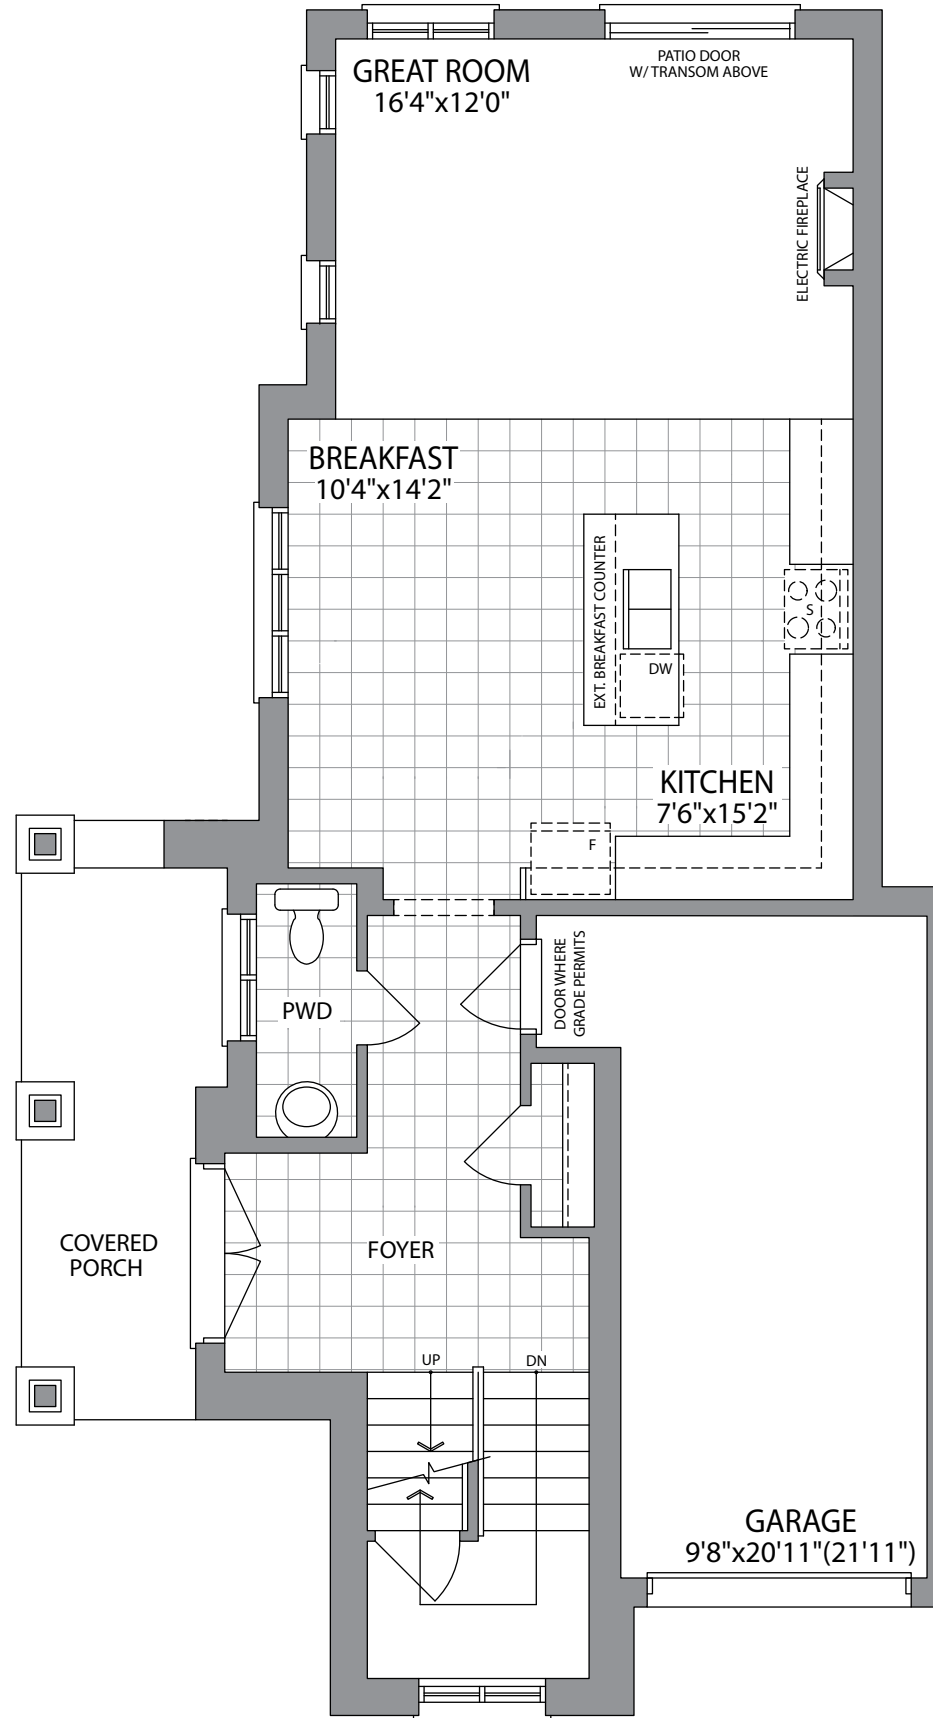 GREAT ROOM
16'4"x12'0"
PATIO DOOR
W/ TRANSOM ABOVE
ELECTRIC FIREPLACE
BREAKFAST
10'4"x14'2"
EXT. BREAKFAST COUNTER
S
DW
KITCHEN
7'6"x15'2"
F
DOOR WHERE
GRADE PERMITS
PWD
COVERED
PORCH
FOYER
UP
DN
GARAGE
9'8"x20'11"(21'11")